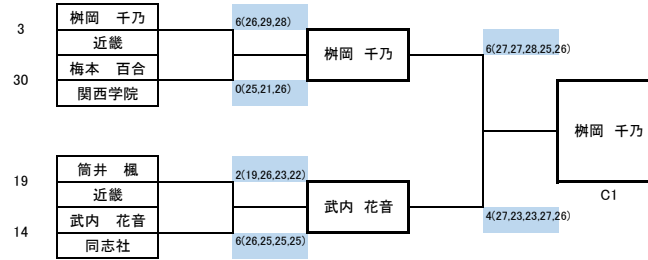 3
桝岡 千乃
近畿
6(26,29,28)
桝岡 千乃
6(27,27,28,25,26)
30
梅本 百合
関西学院
0(25,21,26)
桝岡 千乃
C1
19
筒井 楓
近畿
2(19,26,23,22)
武内 花音
4(27,23,23,27,26)
14
武内 花音
同志社
6(26,25,25,25)